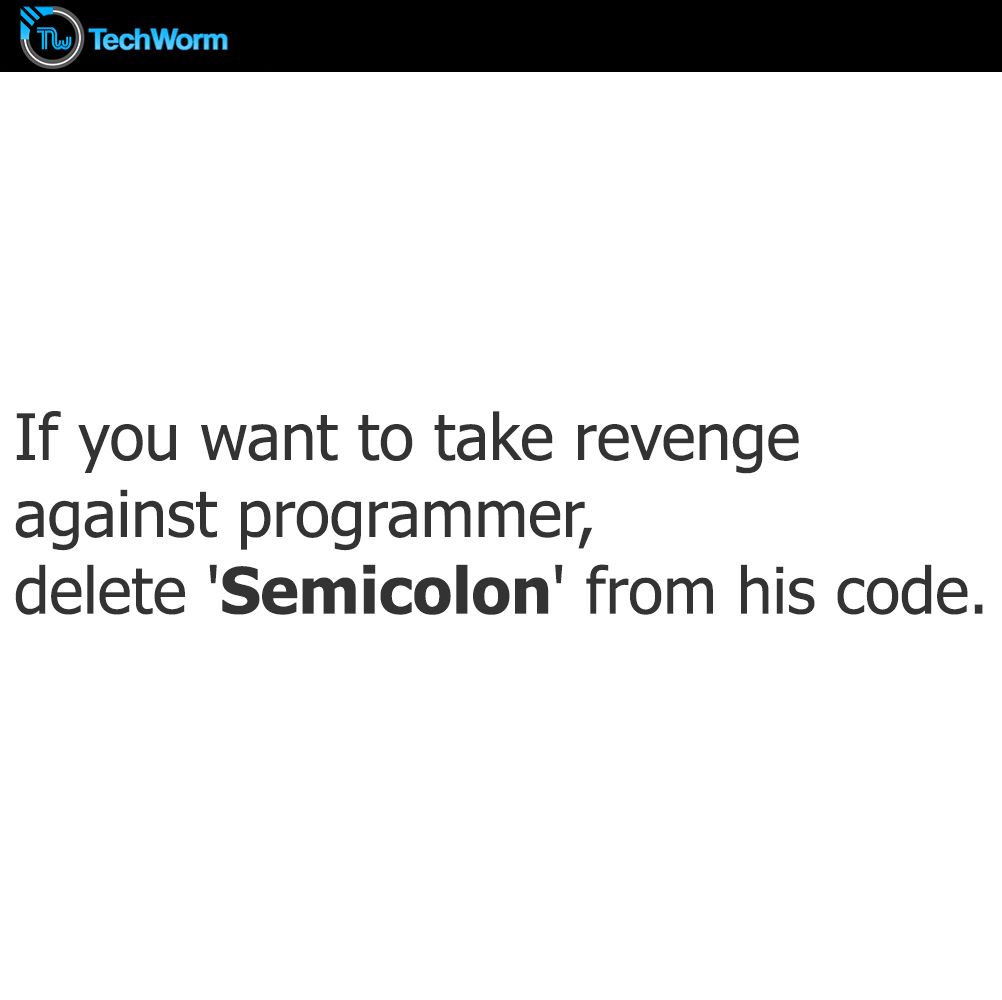 TW TechWorm
If you want to take revenge
against programmer,
delete 'Semicolon' from his code.